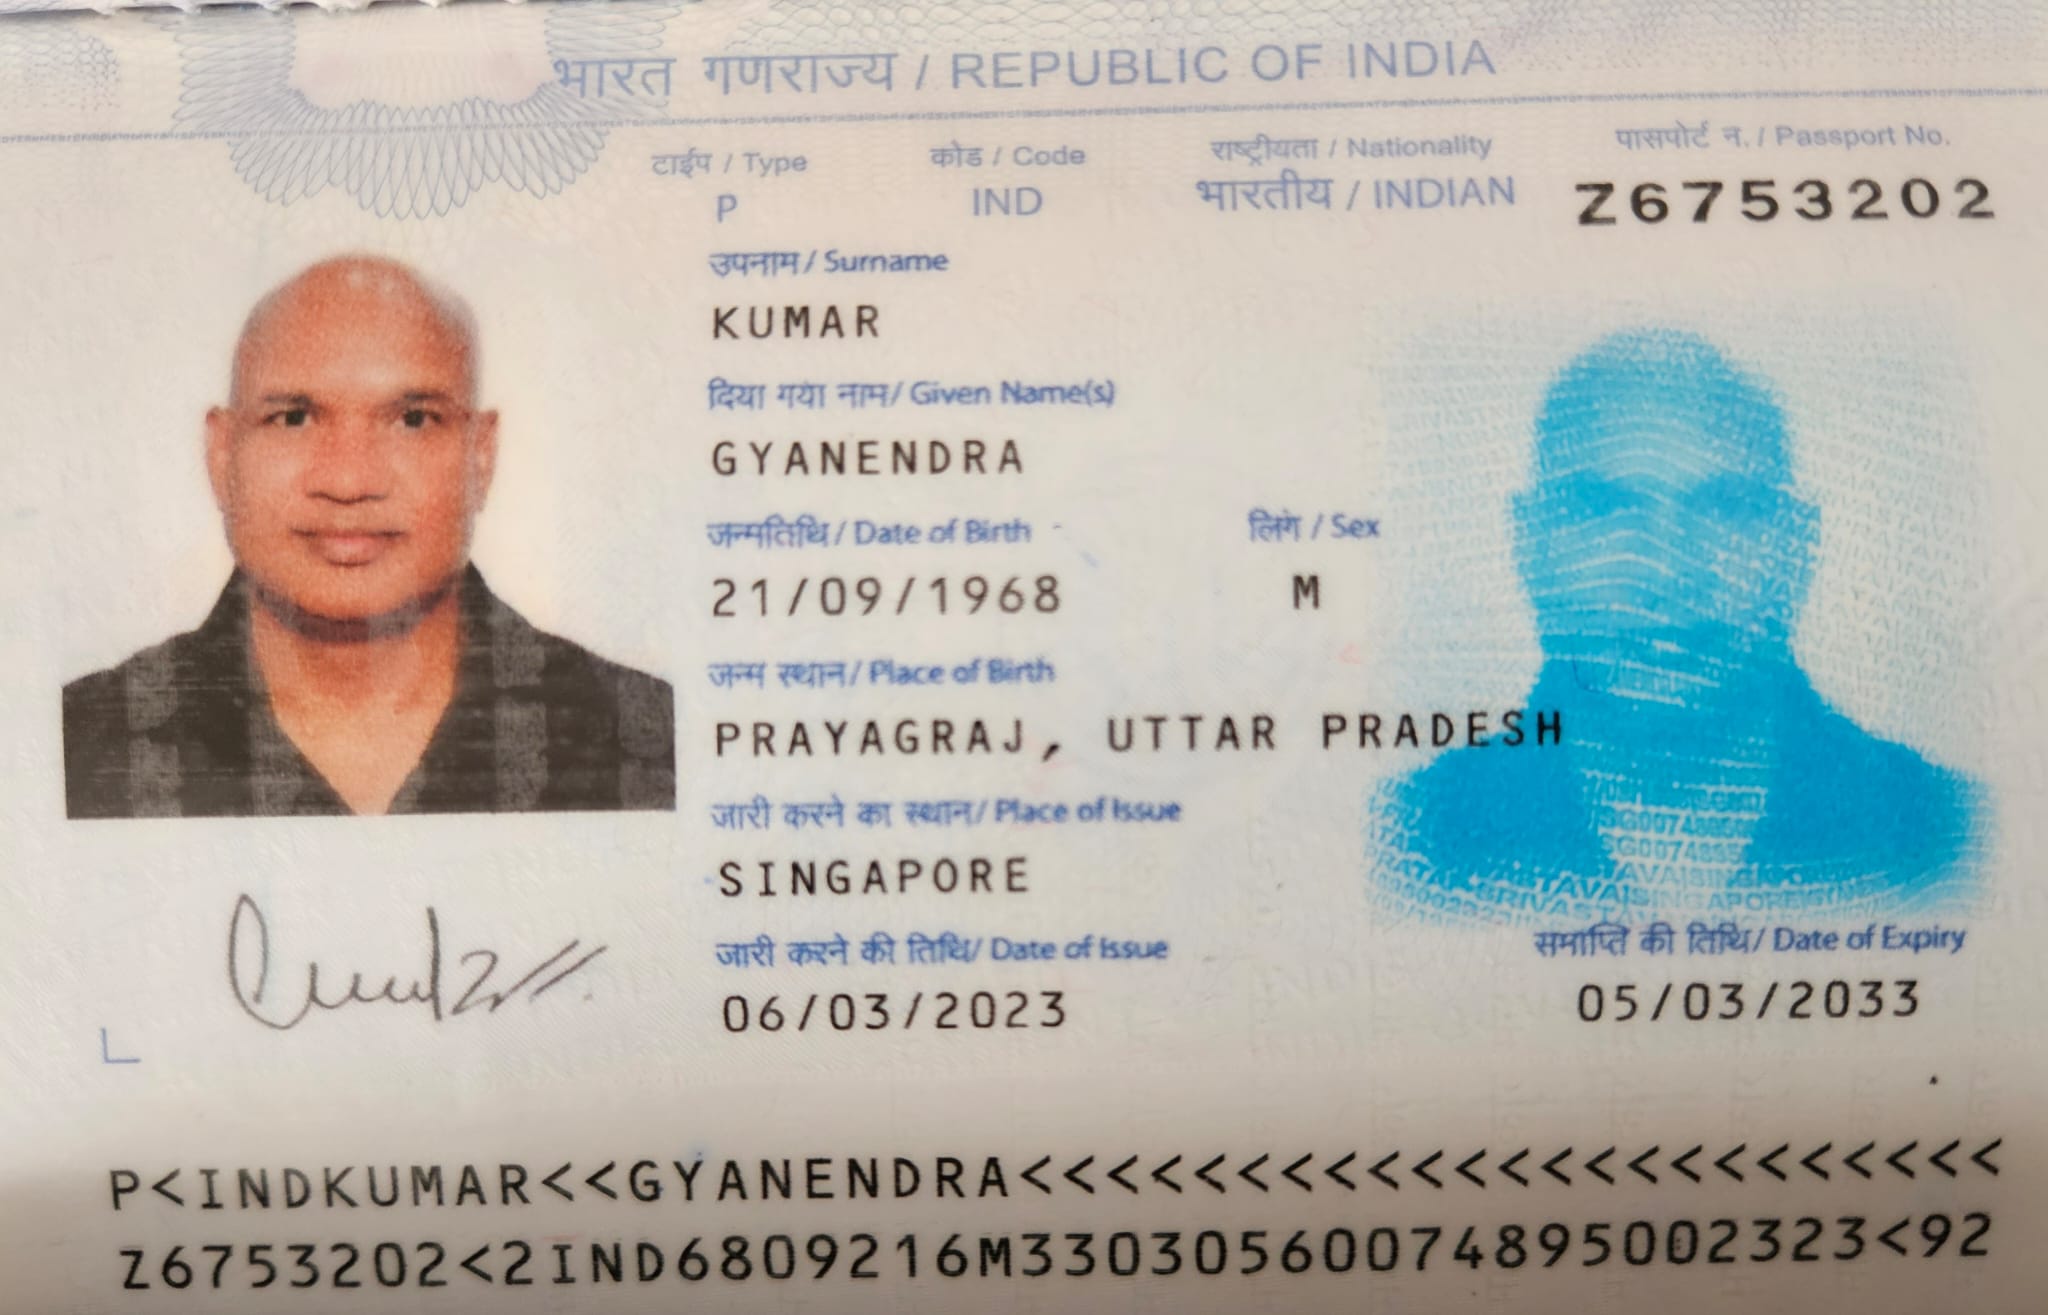 भारत गणराज्य / REPUBLIC OF INDIA
टाईप / Type कोड / Code राष्ट्रीयता / Nationality पासपोर्ट न. / Passport No.
P IND भारतीय / INDIAN Z6753202
उपनाम / Surname
KUMAR
दिया गया नाम/ Given Name(s)
GYANENDRA
जन्मतिथि / Date of Birth लिंग / Sex
21/09/1968 M
जन्म स्थान / Place of Birth
PRAYAGRAJ, UTTAR PRADESH
जारी करने का स्थान/ Place of Issue
SINGAPORE
जारी करने की तिथि/ Date of Issue समाप्ति की तिथि/ Date of Expiry
06/03/2023 05/03/2033
P<INDKUMAR<<GYANENDRA<<<<<<<<<<<<<<<<<<<<<<<
Z6753202<2IND6809216M33030560074895002323<92